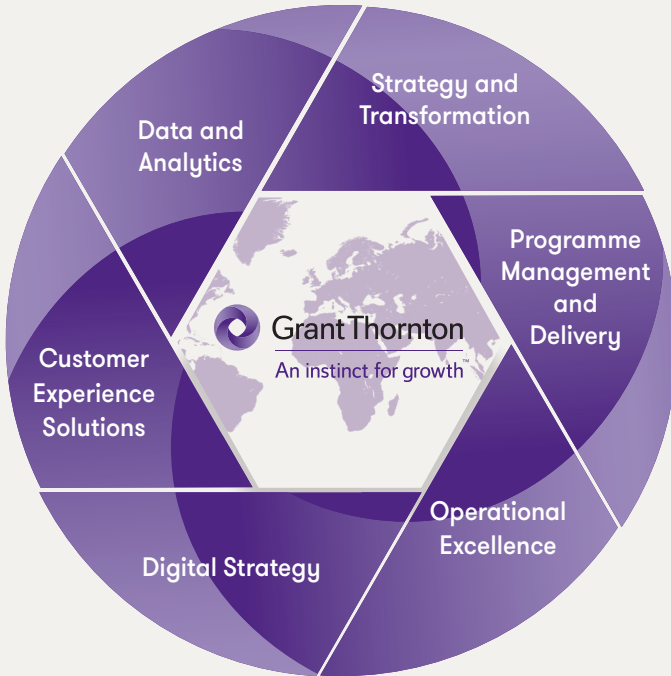 Strategy and
Transformation
Programme
Management
and
Delivery
Operational
Excellence
Digital Strategy
Customer
Experience
Solutions
Data and
Analytics
Grant Thornton
An instinct for growth™